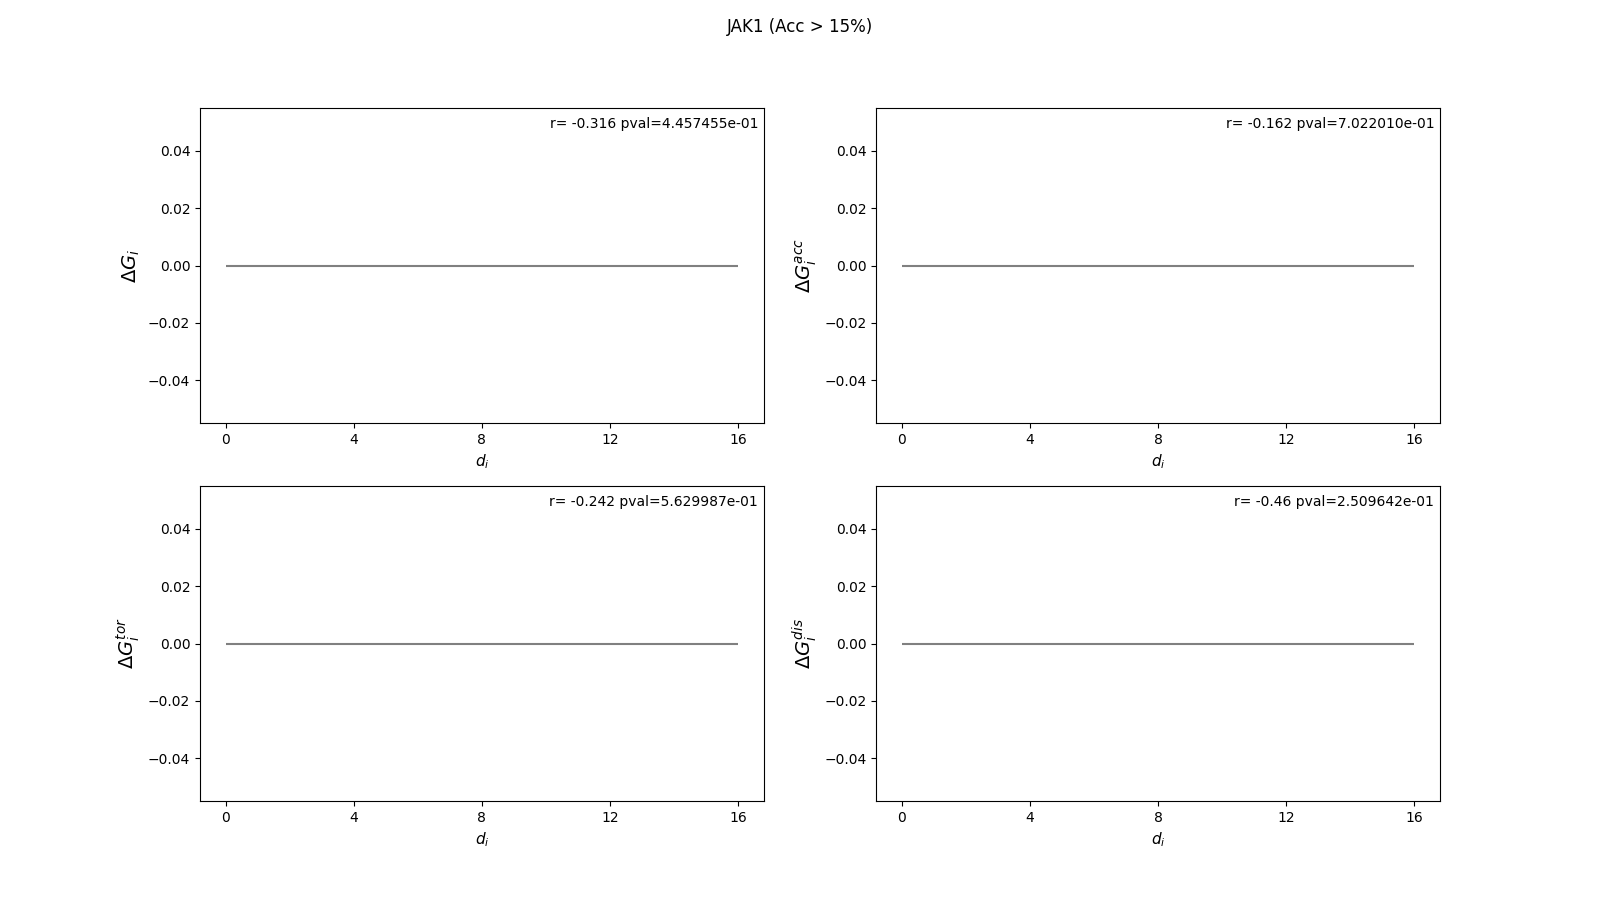 JAK1 (Acc > 15%)
r= -0.316 pval=4.457455e-01
0.04
0.02
0.00
−0.02
−0.04
ΔG_i
0 4 8 12 16
d_i
r= -0.162 pval=7.022010e-01
0.04
0.02
0.00
−0.02
−0.04
ΔG_i^acc
0 4 8 12 16
d_i
r= -0.242 pval=5.629987e-01
0.04
0.02
0.00
−0.02
−0.04
ΔG_i^tor
0 4 8 12 16
d_i
r= -0.46 pval=2.509642e-01
0.04
0.02
0.00
−0.02
−0.04
ΔG_i^dis
0 4 8 12 16
d_i